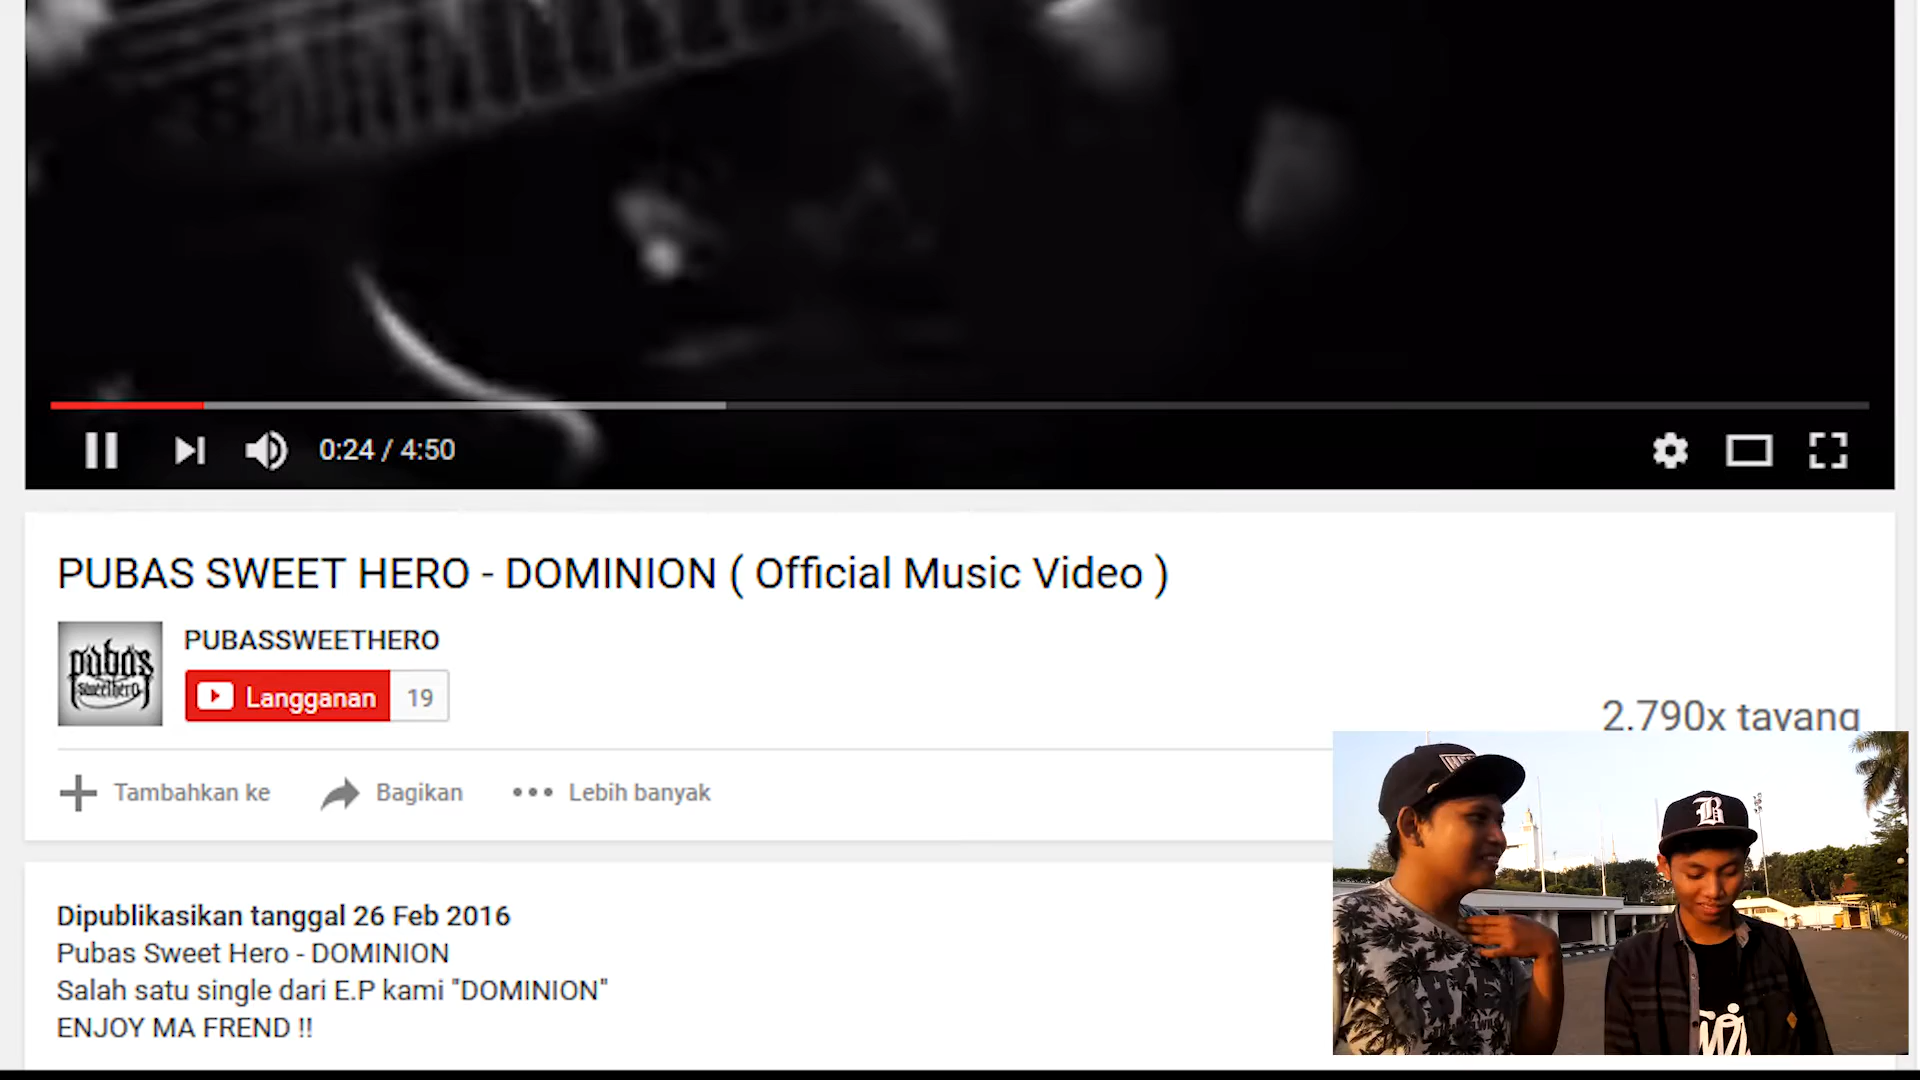 0:24 / 4:50
PUBAS SWEET HERO - DOMINION ( Official Music Video )
pubas
sweethero
PUBASSWEETHERO
Langganan 19
2.790x tayang
Tambahkan ke Bagikan Lebih banyak
Dipublikasikan tanggal 26 Feb 2016
Pubas Sweet Hero - DOMINION
Salah satu single dari E.P kami "DOMINION"
ENJOY MA FREND !!
B